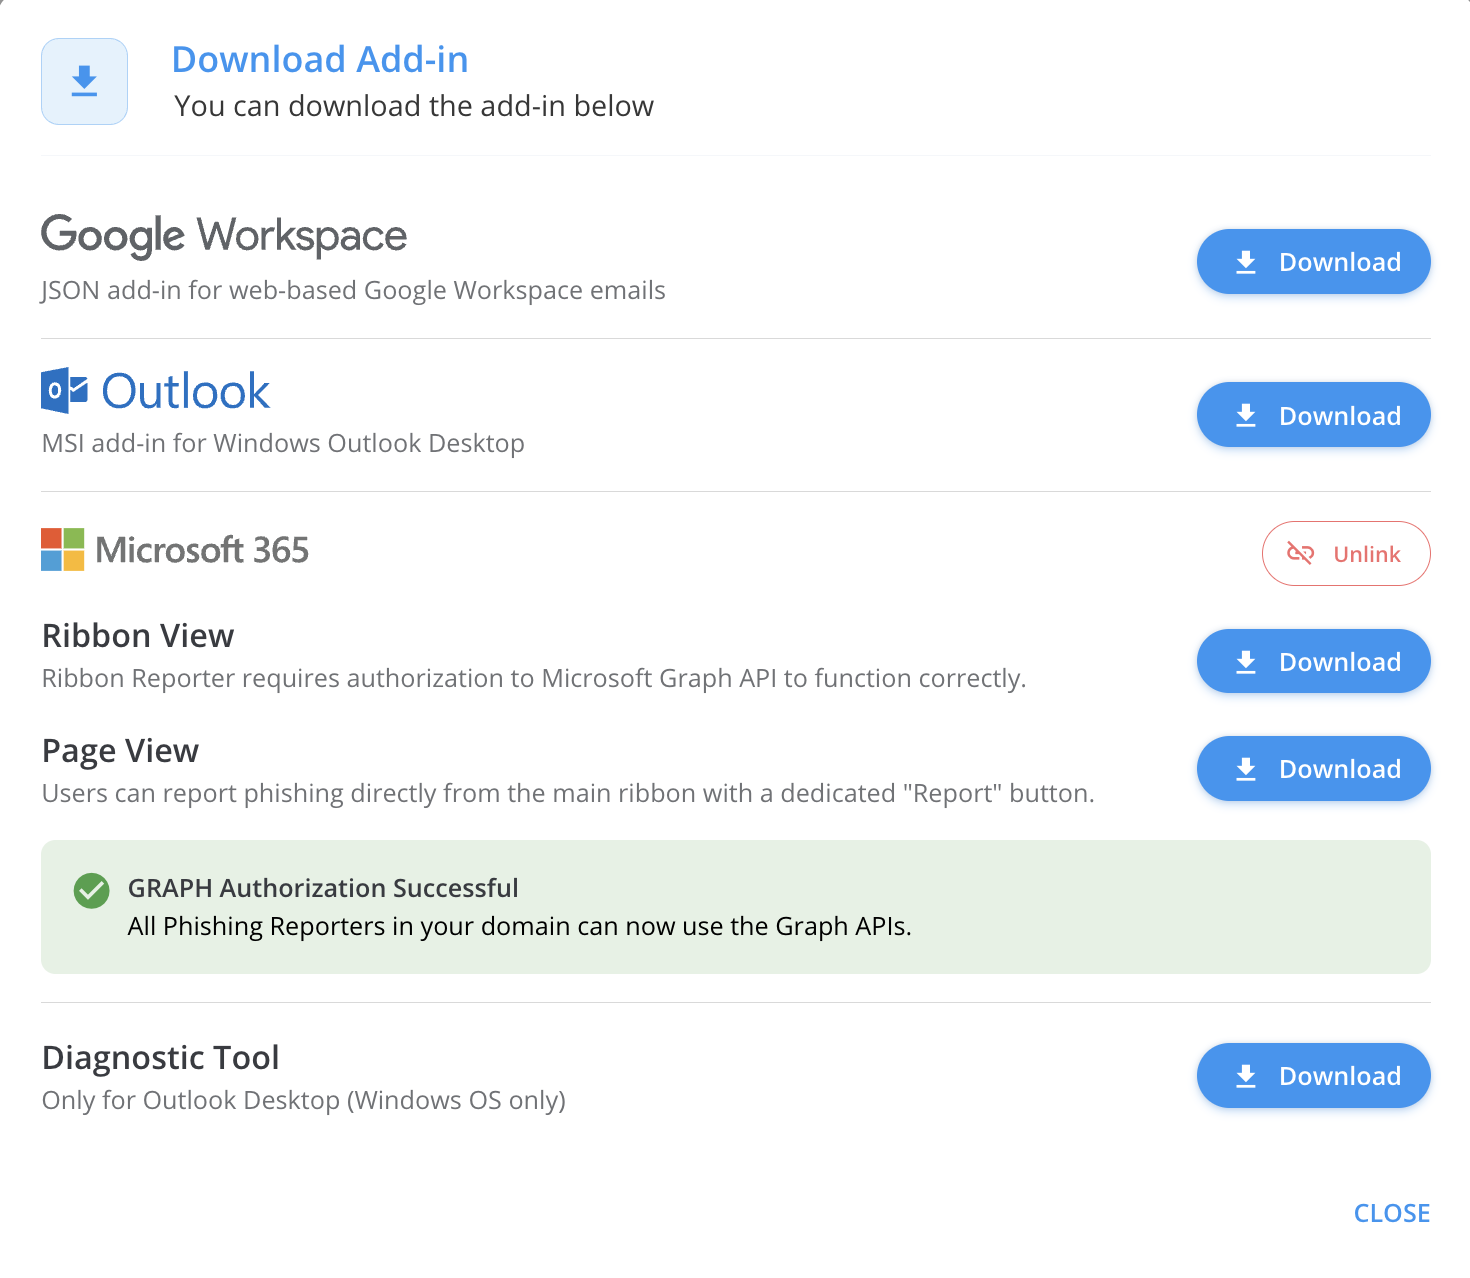 Download Add-in
You can download the add-in below
Google Workspace
JSON add-in for web-based Google Workspace emails
Download
Outlook
MSI add-in for Windows Outlook Desktop
Download
Microsoft 365
Unlink
Ribbon View
Ribbon Reporter requires authorization to Microsoft Graph API to function correctly.
Download
Page View
Users can report phishing directly from the main ribbon with a dedicated "Report" button.
Download
GRAPH Authorization Successful
All Phishing Reporters in your domain can now use the Graph APIs.
Diagnostic Tool
Only for Outlook Desktop (Windows OS only)
Download
CLOSE